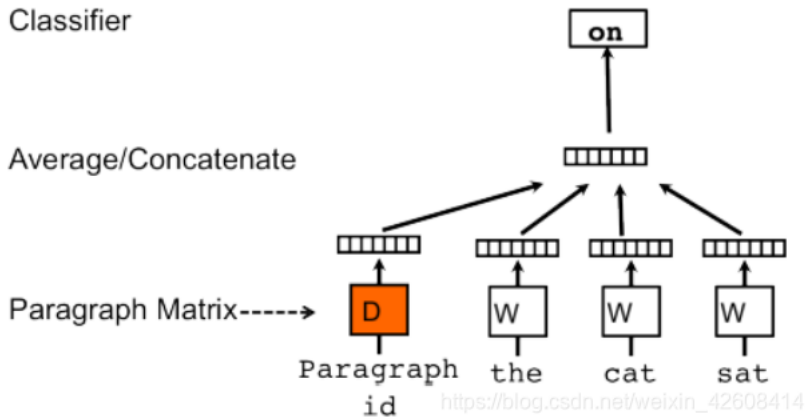 Classifier
on
Average/Concatenate
Paragraph Matrix
D
W
W
W
Paragraph
id
the
cat
sat
https://blog.csdn.net/weixin_42608414